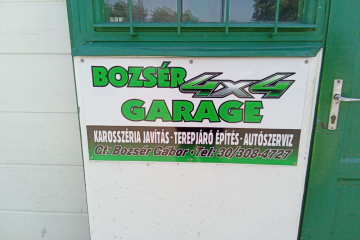 BOZSÉR 4x4
GARAGE
KAROSSZÉRIA JAVÍTÁS - TEREPJÁRÓ ÉPÍTÉS - AUTÓSZERVIZ
Ct: Bozsér Gábor • Tel: 30/308-4727